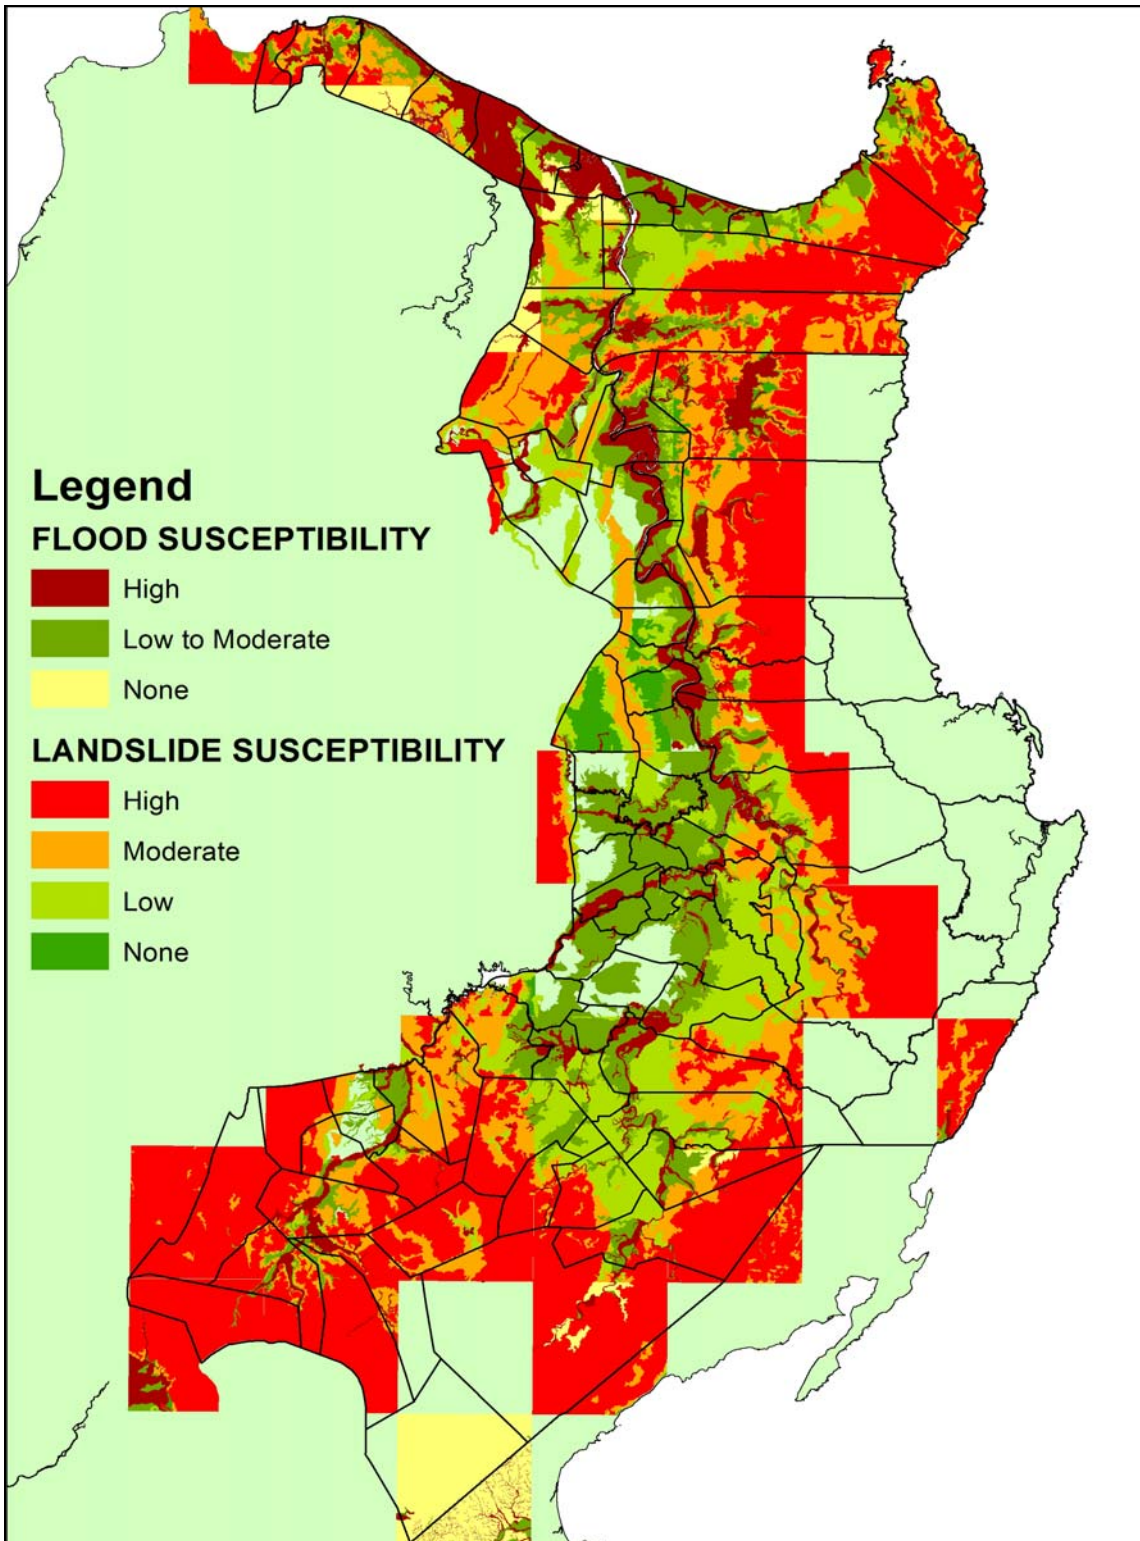 Legend
FLOOD SUSCEPTIBILITY
High
Low to Moderate
None
LANDSLIDE SUSCEPTIBILITY
High
Moderate
Low
None